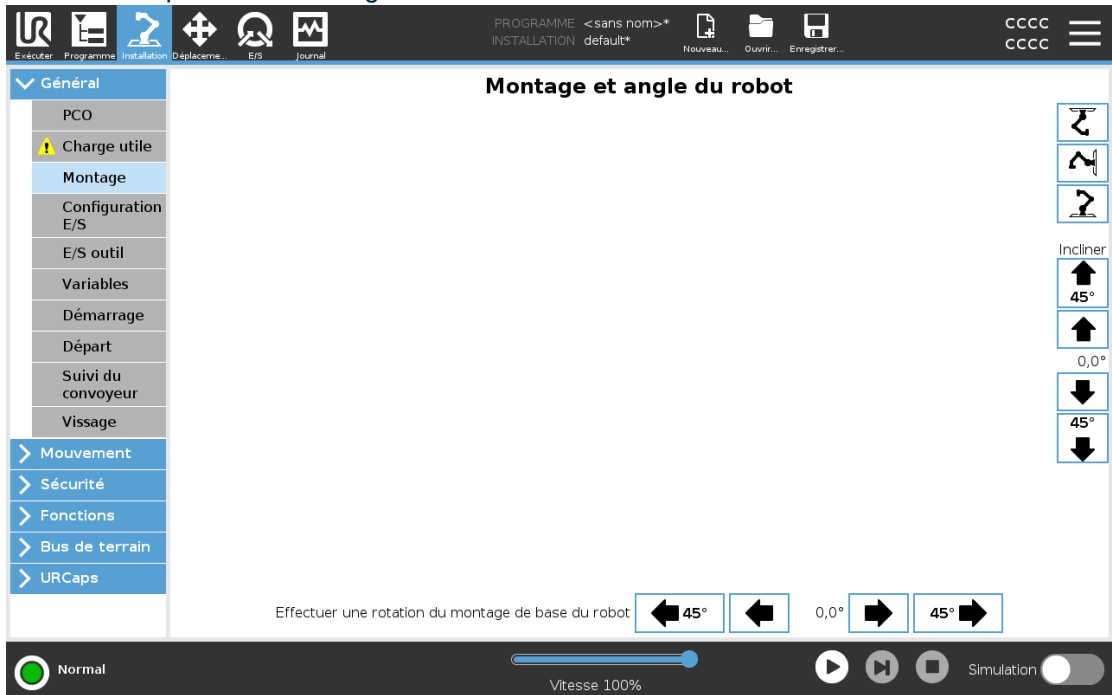 PROGRAMME <sans nom>*
INSTALLATION default*
Exécuter
Programme
Installation
Déplaceme...
E/S
Journal
Nouveau...
Ouvrir...
Enregistrer...
CCCC
CCCC
Général
PCO
Charge utile
Montage
Configuration
E/S
E/S outil
Variables
Démarrage
Départ
Suivi du
convoyeur
Vissage
Mouvement
Sécurité
Fonctions
Bus de terrain
URCaps
Montage et angle du robot
Incliner
45°
0,0°
45°
Effectuer une rotation du montage de base du robot 45° 0,0° 45°
Normal
Vitesse 100%
Simulation